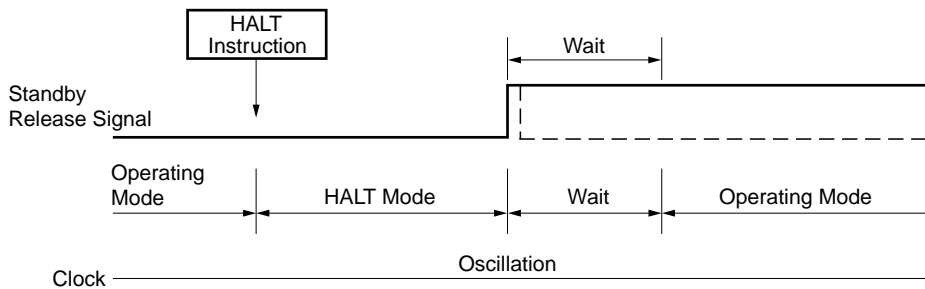 HALT
Instruction
Wait
Standby
Release Signal
Operating
Mode
HALT Mode
Wait
Operating Mode
Oscillation
Clock